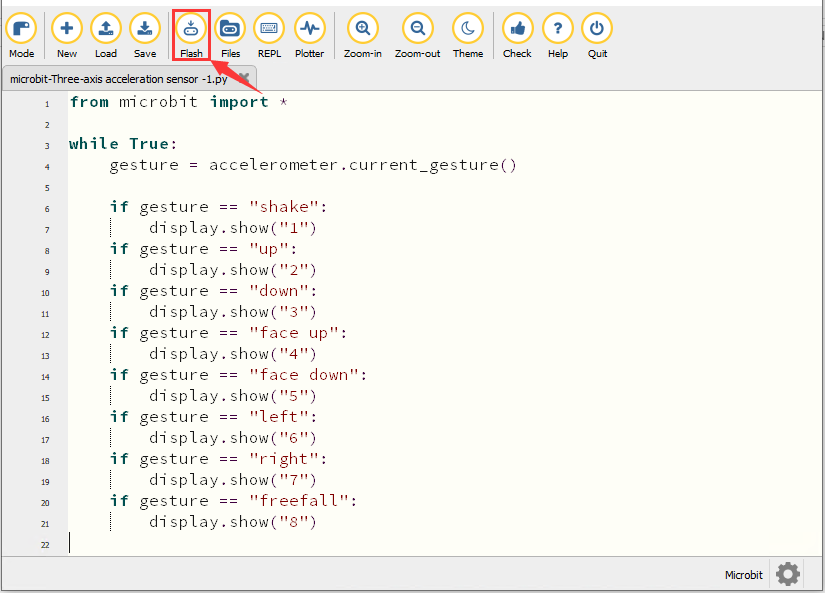 Mode New Load Save Flash Files REPL Plotter Zoom-in Zoom-out Theme Check Help Quit
microbit-Three-axis acceleration sensor -1.py
1 from microbit import *
2
3 while True:
4 gesture = accelerometer.current_gesture()
5
6 if gesture == "shake":
7 display.show("1")
8 if gesture == "up":
9 display.show("2")
10 if gesture == "down":
11 display.show("3")
12 if gesture == "face up":
13 display.show("4")
14 if gesture == "face down":
15 display.show("5")
16 if gesture == "left":
17 display.show("6")
18 if gesture == "right":
19 display.show("7")
20 if gesture == "freefall":
21 display.show("8")
22
Microbit